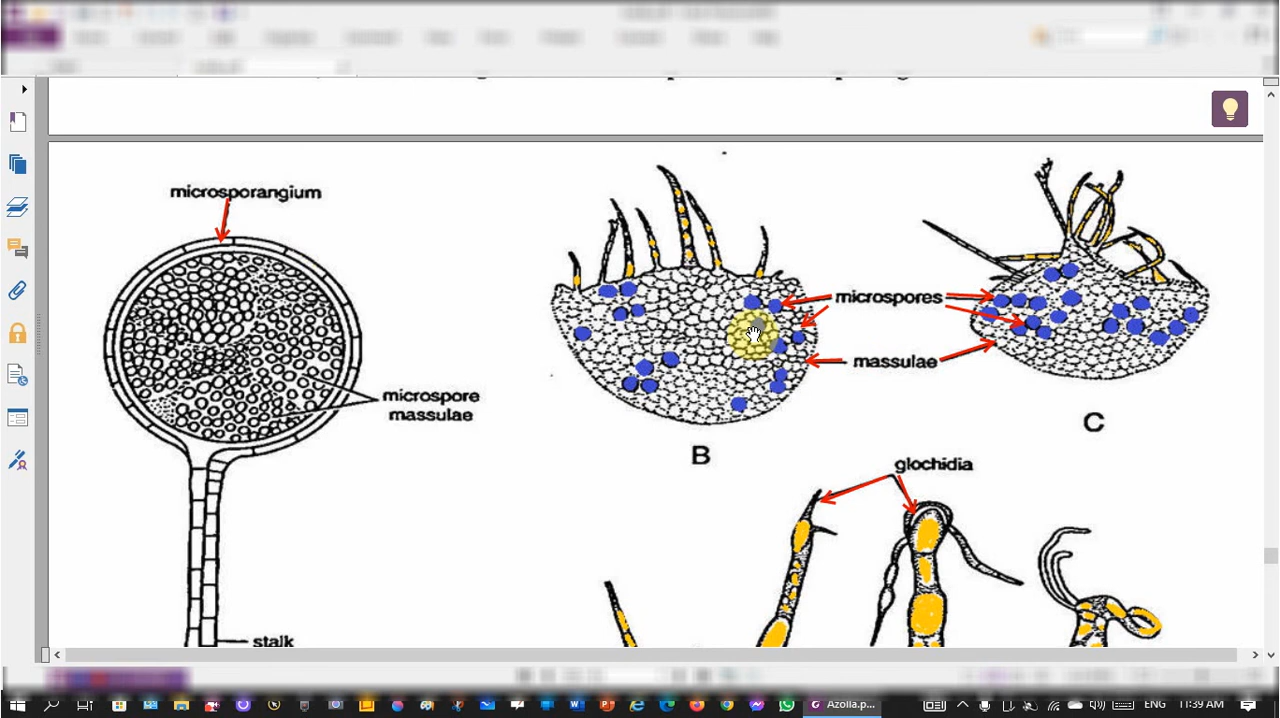 microsporangium
microspores
microspore
massulae
massulae
B
C
glochidia
stalk
Azolla.p...
ENG
11:39 AM